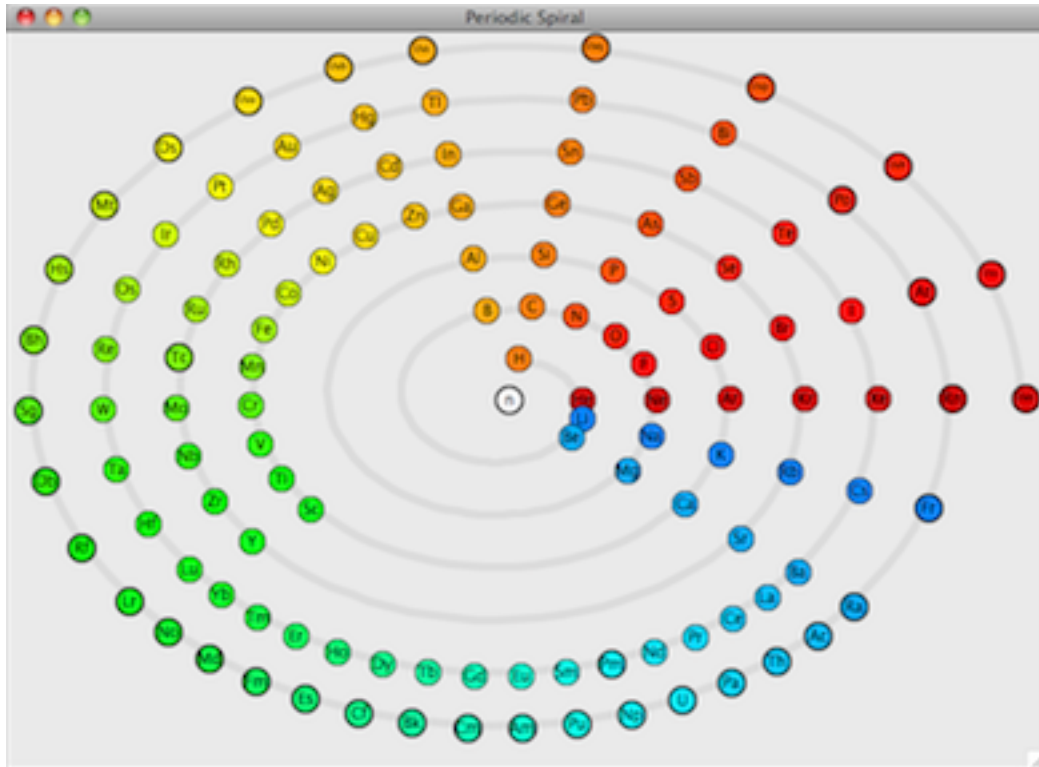 Periodic Spiral
n
H
He
Li
Be
B
C
N
O
F
Ne
Na
Mg
Al
Si
P
S
Cl
Ar
K
Ca
Sc
Ti
V
Cr
Mn
Fe
Co
Ni
Cu
Zn
Ga
Ge
As
Se
Br
Kr
Rb
Sr
Y
Zr
Nb
Mo
Tc
Ru
Rh
Pd
Ag
Cd
In
Sn
Sb
Te
I
Xe
Cs
Ba
La
Ce
Pr
Nd
Pm
Sm
Eu
Gd
Tb
Dy
Ho
Er
Tm
Yb
Lu
Hf
Ta
W
Re
Os
Ir
Pt
Au
Hg
Tl
Pb
Bi
Po
At
Rn
Fr
Ra
Ac
Th
Pa
U
Np
Pu
Am
Cm
Bk
Cf
Es
Fm
Md
No
Lr
Rf
Db
Sg
Bh
Hs
Mt
Ds